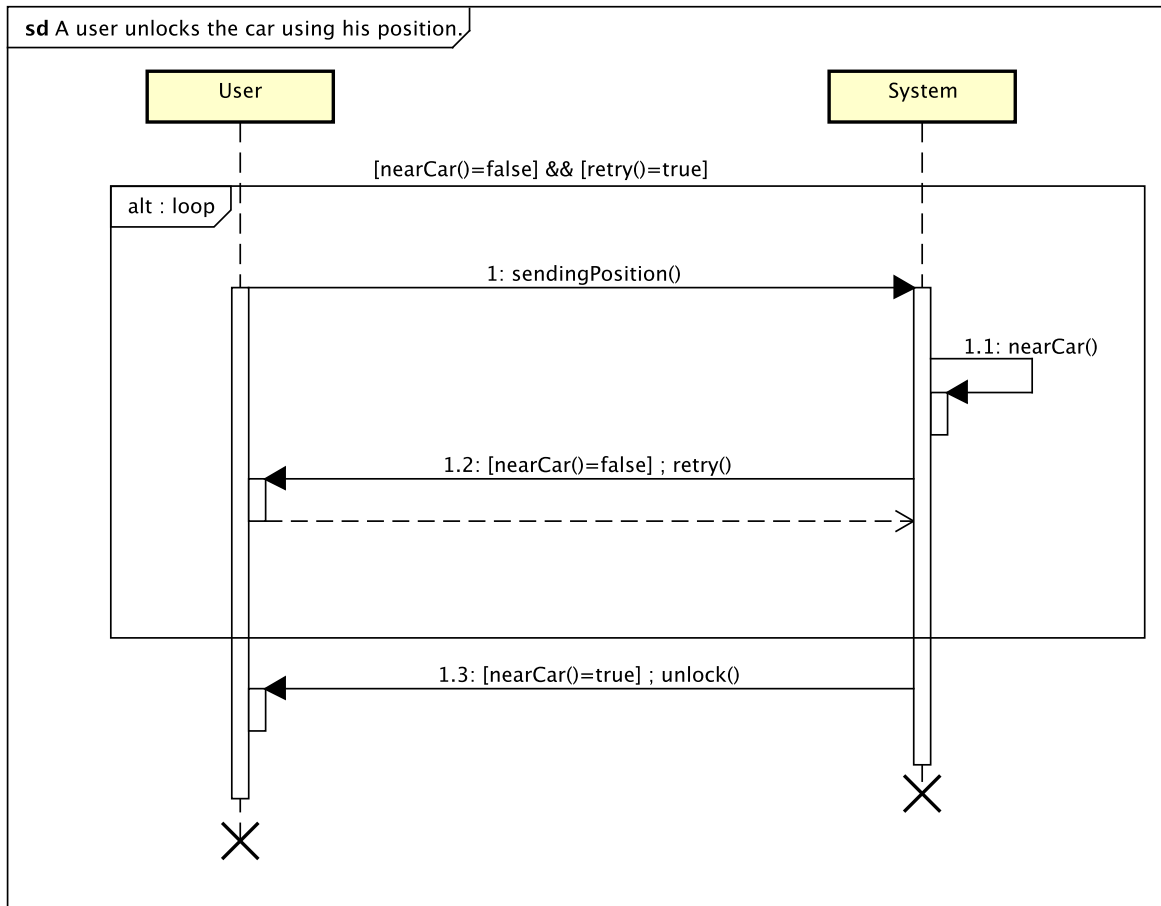 sd A user unlocks the car using his position.
User
System
[nearCar()=false] && [retry()=true]
alt : loop
1: sendingPosition()
1.1: nearCar()
1.2: [nearCar()=false] ; retry()
1.3: [nearCar()=true] ; unlock()